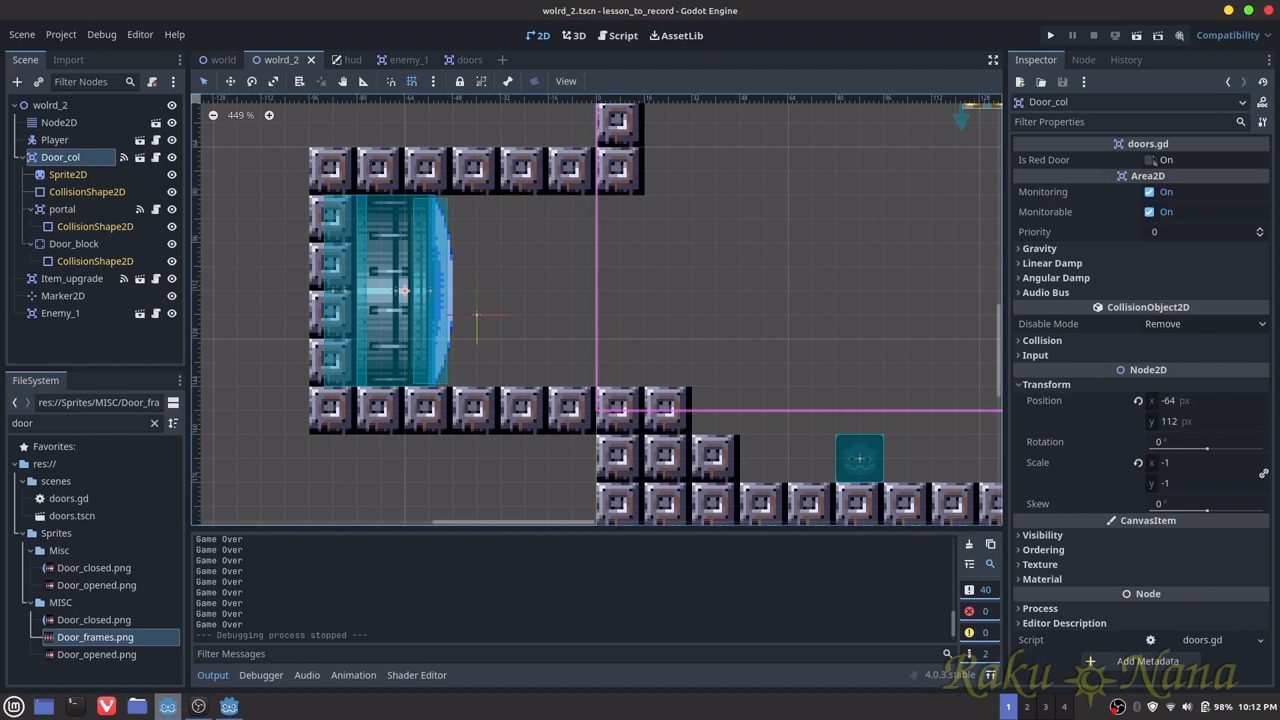 wolrd_2.tscn - lesson_to_record - Godot Engine
Scene Project Debug Editor Help
2D 3D Script AssetLib
Compatibility
Scene Import
world wolrd_2 hud enemy_1 doors
Inspector Node History
Filter Nodes
View
Door_col
Filter Properties
wolrd_2
Node2D
Player
Door_col
Sprite2D
CollisionShape2D
portal
CollisionShape2D
Door_block
CollisionShape2D
Item_upgrade
Marker2D
Enemy_1
449 %
FileSystem
res://Sprites/MISC/Door_fra
door
Favorites:
res://
scenes
doors.gd
doors.tscn
Sprites
Misc
Door_closed.png
Door_opened.png
MISC
Door_closed.png
Door_frames.png
Door_opened.png
Game Over
Game Over
Game Over
Game Over
Game Over
Game Over
Game Over
Game Over
Game Over
--- Debugging process stopped ---
Filter Messages
40
0
0
2
Output Debugger Audio Animation Shader Editor
4.0.3.stable
doors.gd
Is Red Door On
Area2D
Monitoring On
Monitorable On
Priority 0
Gravity
Linear Damp
Angular Damp
Audio Bus
CollisionObject2D
Disable Mode Remove
Collision
Input
Node2D
Transform
Position x -64 px
y 112 px
Rotation 0 °
Scale x -1
y -1
Skew 0 °
CanvasItem
Visibility
Ordering
Texture
Material
Node
Process
Editor Description
Script doors.gd
Add Metadata
Raku Nana
1 2 3 4
98% 10:12 PM